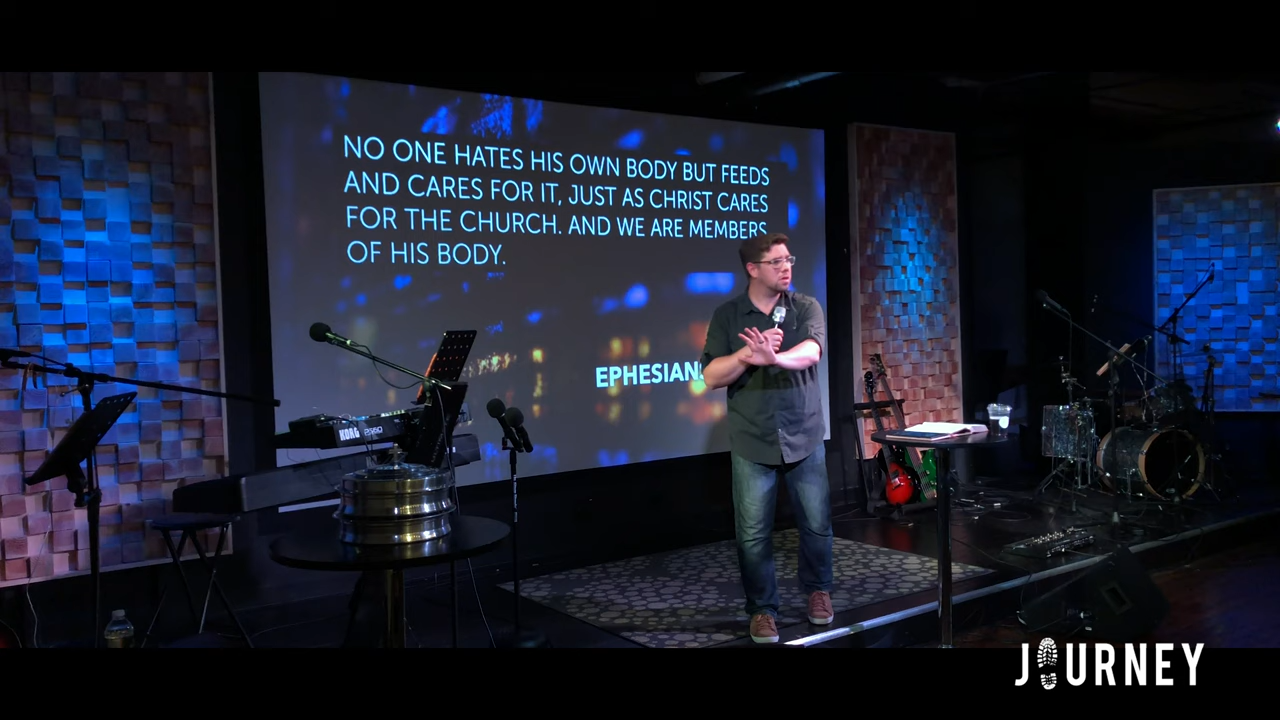 NO ONE HATES HIS OWN BODY BUT FEEDS
AND CARES FOR IT, JUST AS CHRIST CARES
FOR THE CHURCH. AND WE ARE MEMBERS
OF HIS BODY.
EPHESIANS
KORG
JOURNEY